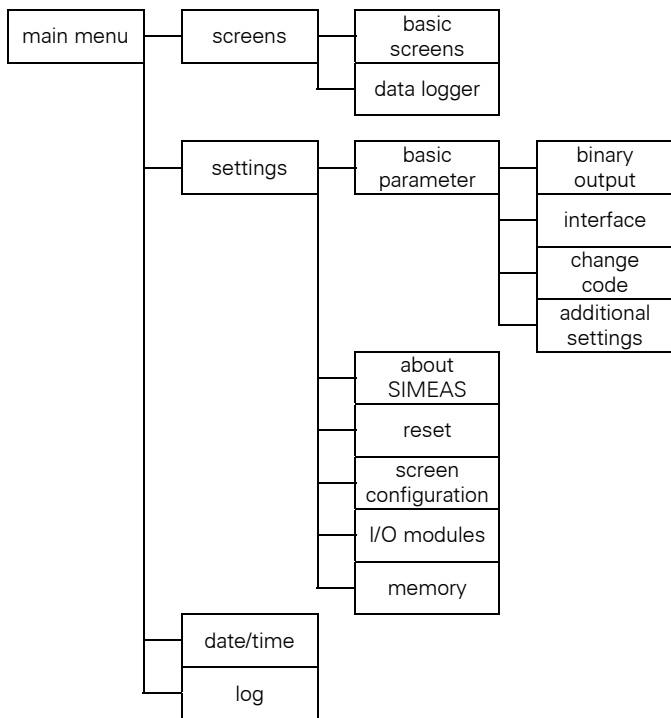 main menu
screens
basic
screens
data logger
settings
basic
parameter
binary
output
interface
change
code
additional
settings
about
SIMEAS
reset
screen
configuration
I/O modules
memory
date/time
log